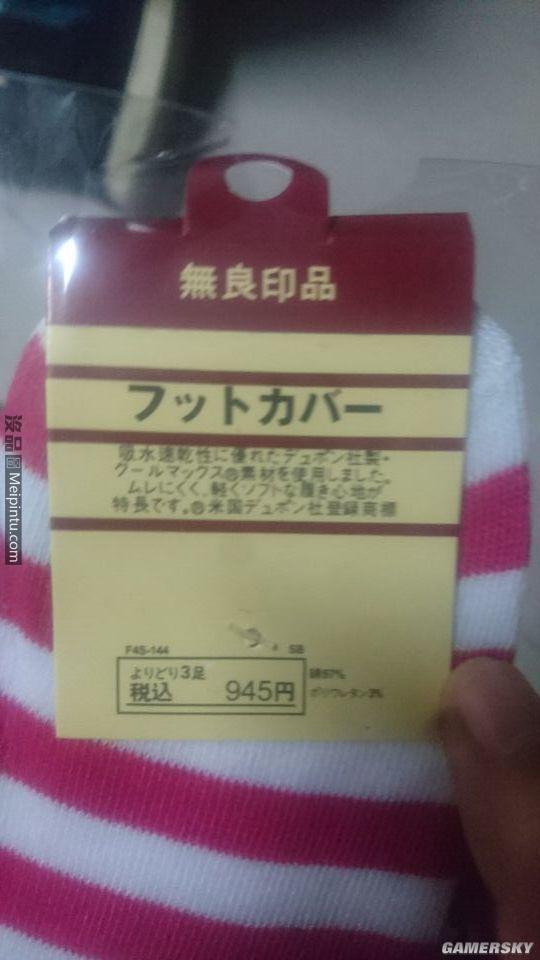 無良印品
フットカバー
吸水速乾性に優れたデュポン社製・
クールマックス®素材を使用しました。
ムレにくく、軽くソフトな履き心地が
特長です。®米国デュポン社登録商標
F4S-144
SB
よりどり3足
税込 945円
綿97%
ポリウレタン3%
Meipintu.com
GAMERSKY